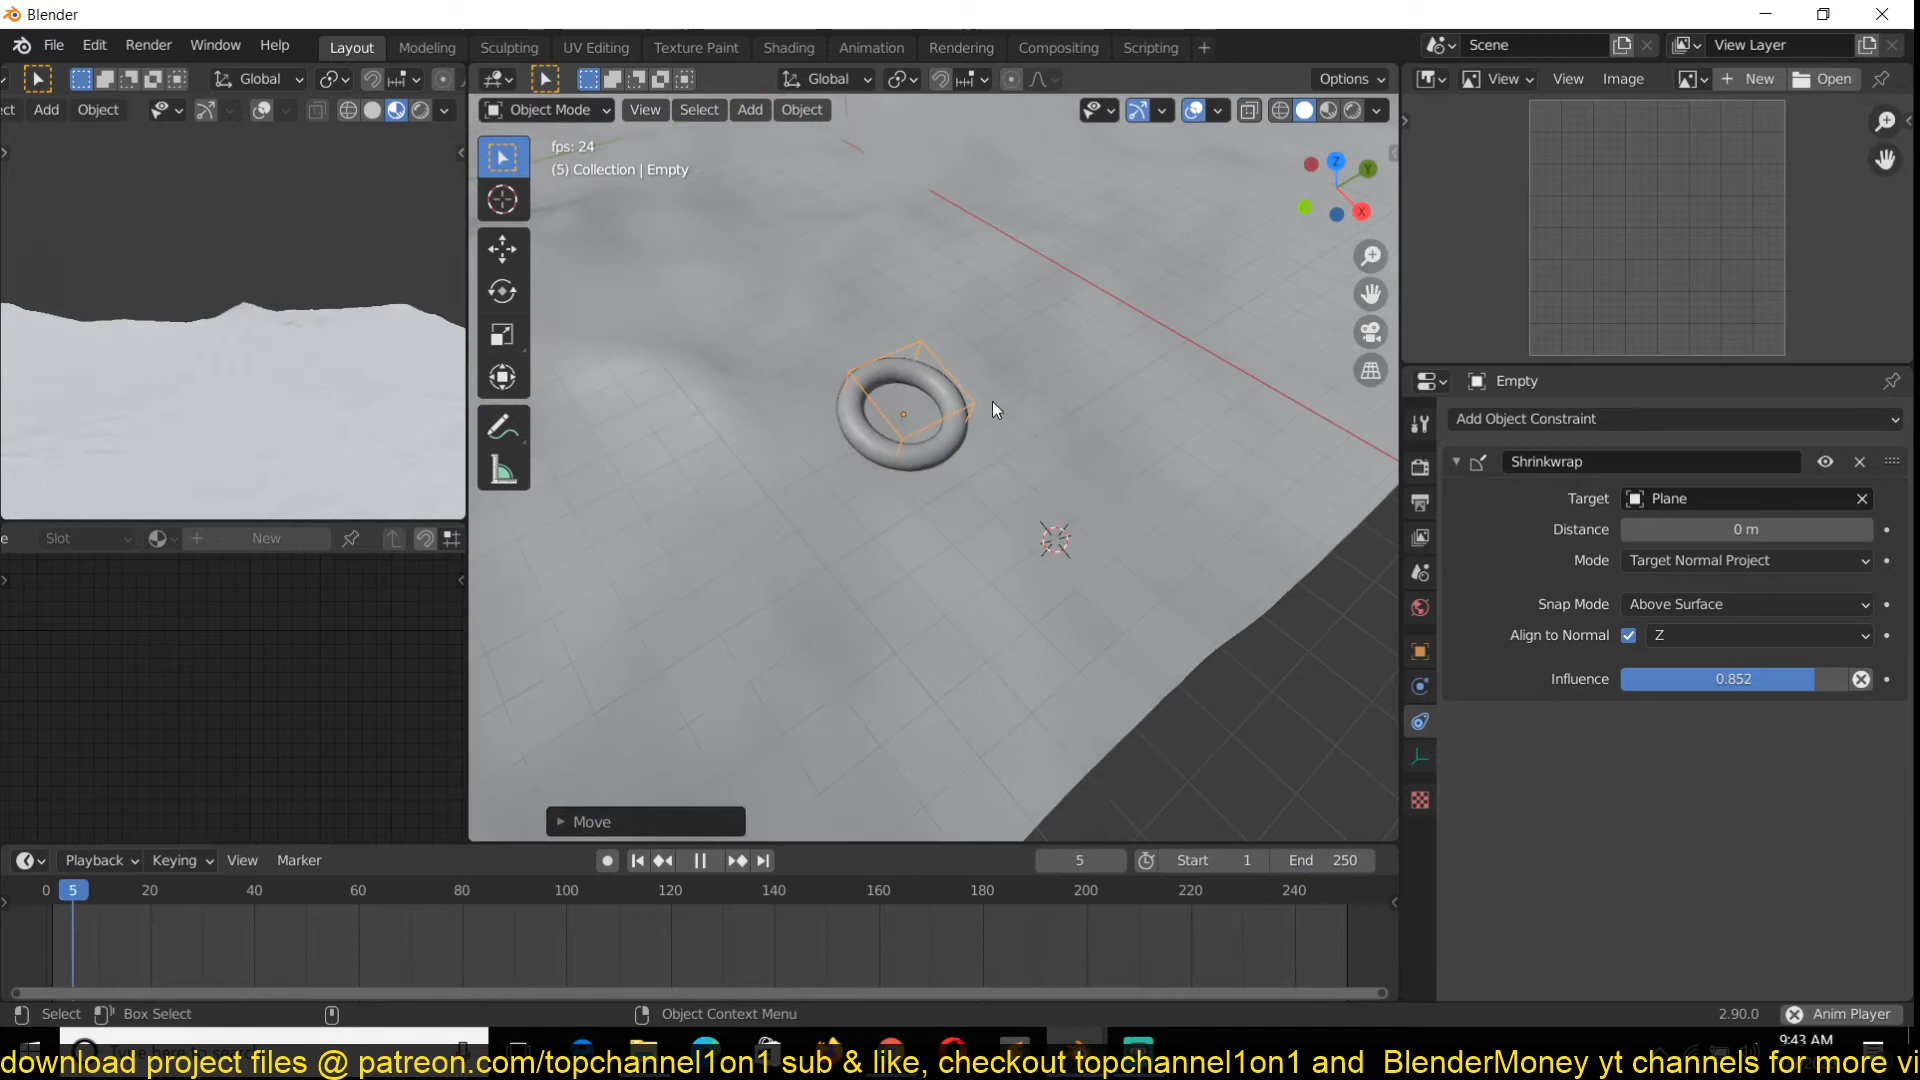 Blender
File Edit Render Window Help Layout Modeling Sculpting UV Editing Texture Paint Shading Animation Rendering Compositing Scripting + Scene View Layer
Global Global Options View View Image New Open
ect Add Object Object Mode View Select Add Object
fps: 24
(5) Collection | Empty
Z
Y
X
Empty
Add Object Constraint
Shrinkwrap
Target Plane
Distance 0 m
Mode Target Normal Project
Snap Mode Above Surface
Align to Normal Z
Influence 0.852
e Slot New
Move
Playback Keying View Marker 5 Start 1 End 250
0 5 20 40 60 80 100 120 140 160 180 200 220 240
Select Box Select Object Context Menu 2.90.0 Anim Player
9:43 AM
download project files @ patreon.com/topchannel1on1 sub & like, checkout topchannel1on1 and BlenderMoney yt channels for more vi